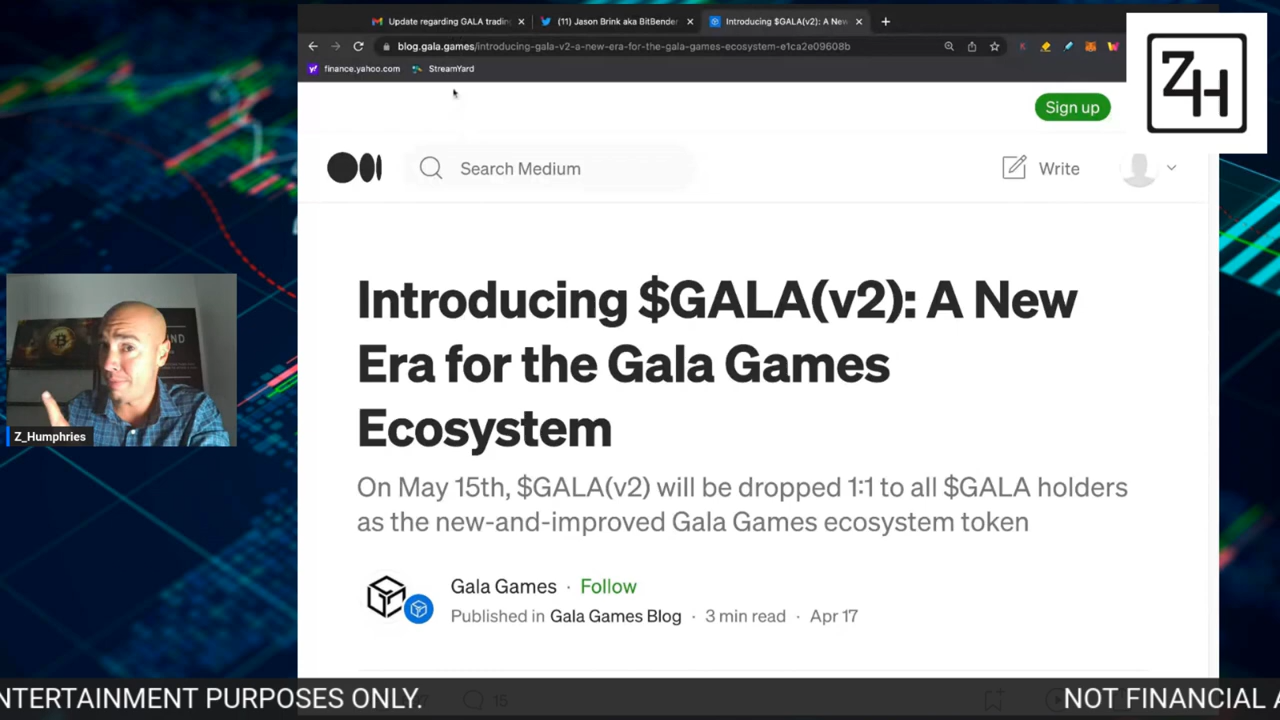 Update regarding GALA trading
(11) Jason Brink aka BitBender
Introducing $GALA(v2): A New
blog.gala.games/introducing-gala-v2-a-new-era-for-the-gala-games-ecosystem-e1ca2e09608b
finance.yahoo.com
StreamYard
ZH
Sign up
Search Medium
Write
Introducing $GALA(v2): A New
Era for the Gala Games
Ecosystem
On May 15th, $GALA(v2) will be dropped 1:1 to all $GALA holders
as the new-and-improved Gala Games ecosystem token
Z_Humphries
Gala Games · Follow
Published in Gala Games Blog · 3 min read · Apr 17
15
NTERTAINMENT PURPOSES ONLY.
NOT FINANCIAL A